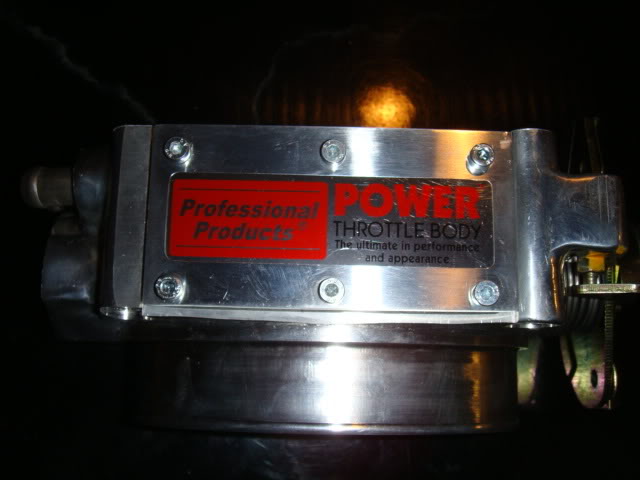 Professional
Products®
POWER
THROTTLE BODY
The ultimate in performance
and appearance